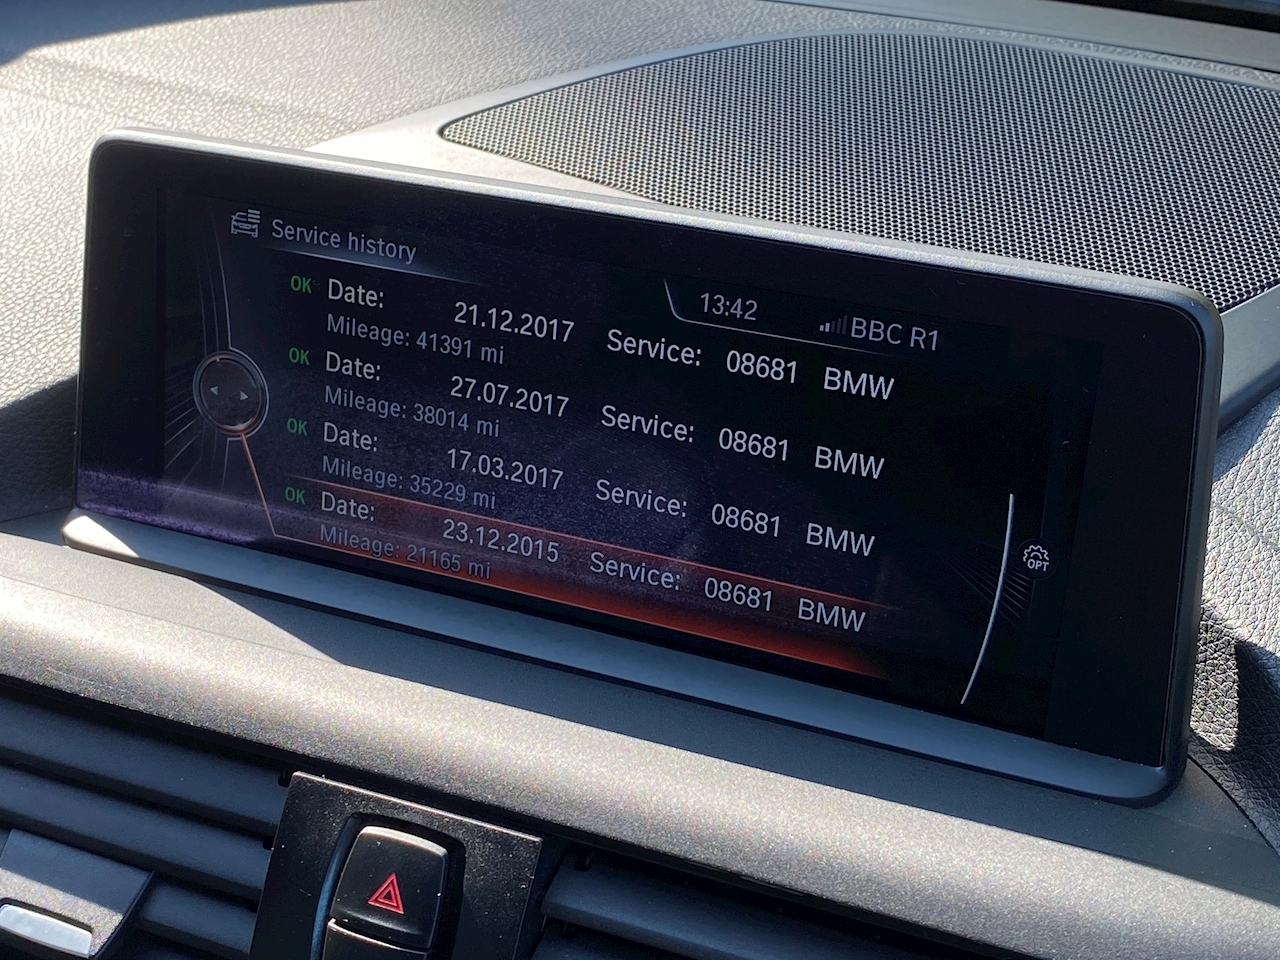 Service history
13:42 BBC R1
OK Date: 21.12.2017 Service: 08681 BMW
Mileage: 41391 mi
OK Date: 27.07.2017 Service: 08681 BMW
Mileage: 38014 mi
OK Date: 17.03.2017 Service: 08681 BMW
Mileage: 35229 mi
OK Date: 23.12.2015 Service: 08681 BMW
Mileage: 21165 mi
OPT